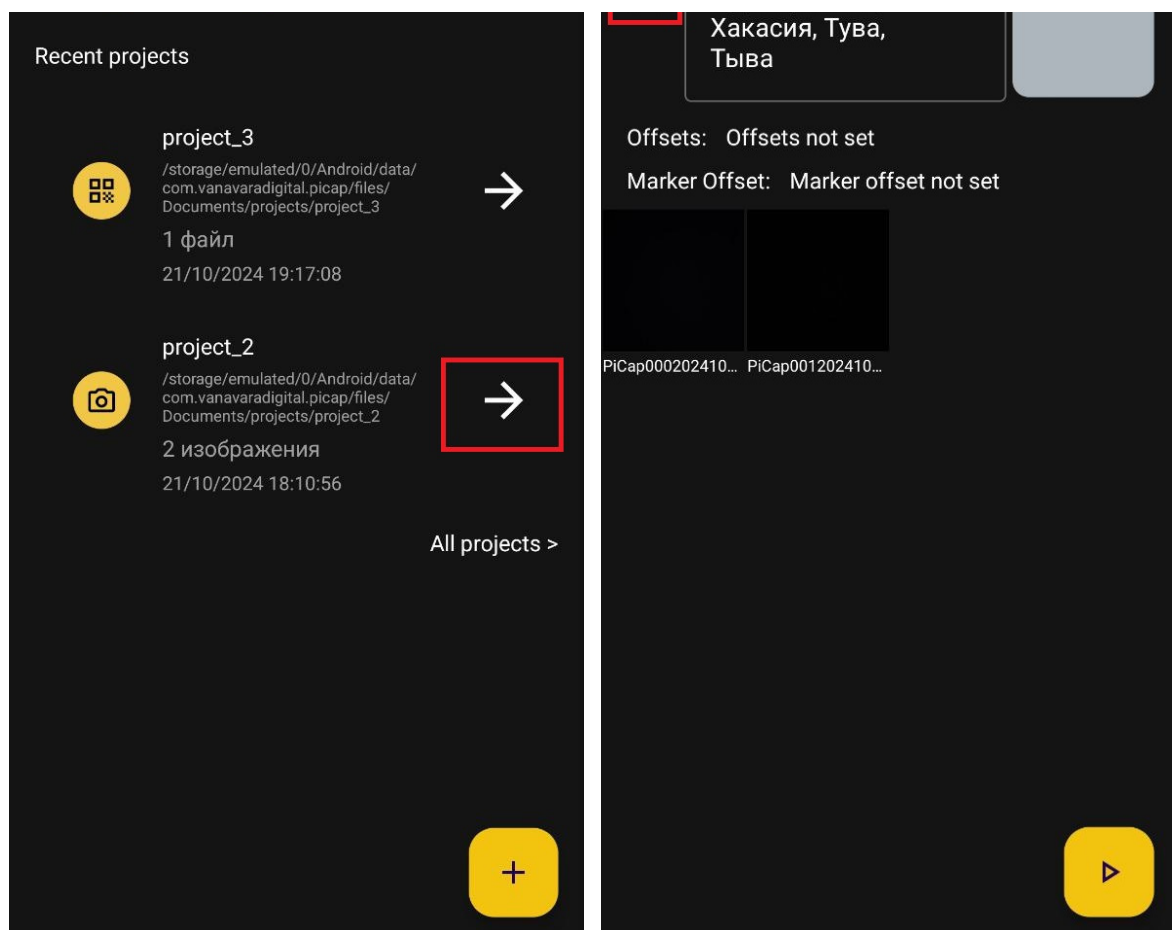 Recent projects
project_3
/storage/emulated/0/Android/data/
com.vanavaradigital.picap/files/
Documents/projects/project_3
1 файл
21/10/2024 19:17:08
project_2
/storage/emulated/0/Android/data/
com.vanavaradigital.picap/files/
Documents/projects/project_2
2 изображения
21/10/2024 18:10:56
All projects >
Хакасия, Тува,
Тыва
Offsets: Offsets not set
Marker Offset: Marker offset not set
PiCap000202410... PiCap001202410...